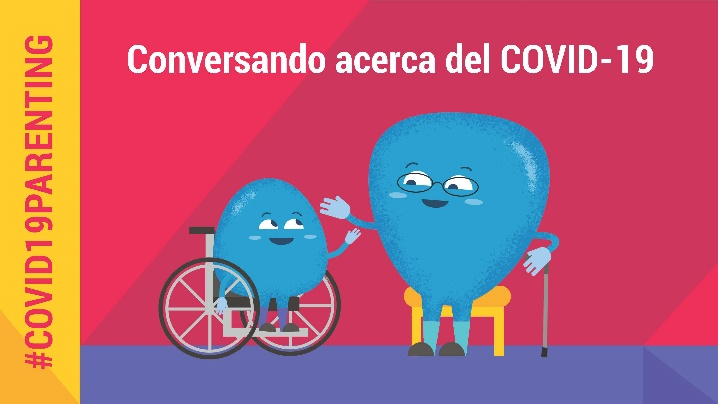 Conversando acerca del COVID-19
#COVID19PARENTING